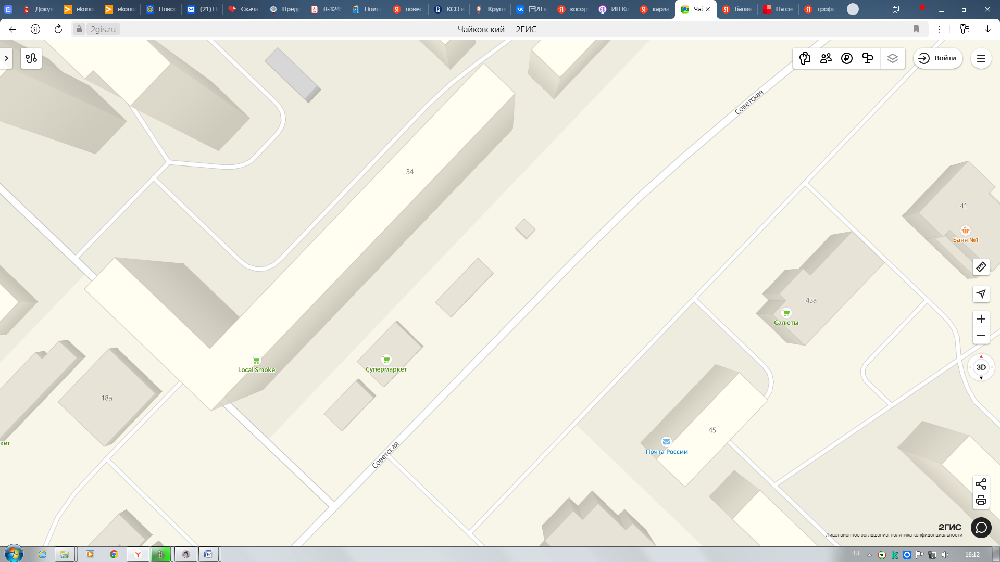 Докум
ekono
ekono
Новос
(21) П
Скача
Предо
fl-324
Поис
повес
КСО и
Кругл
28 м
косор
ИП Ко
карла
Чай
башк
На се
трофи
2gis.ru
Чайковский — 2ГИС
Войти
Советская
34
41
Баня №1
43а
Салюты
Local Smoke
Супермаркет
3D
18а
45
кет
Почта России
Советская
2ГИС
Лицензионное соглашение, политика конфиденциальности
RU
16:12